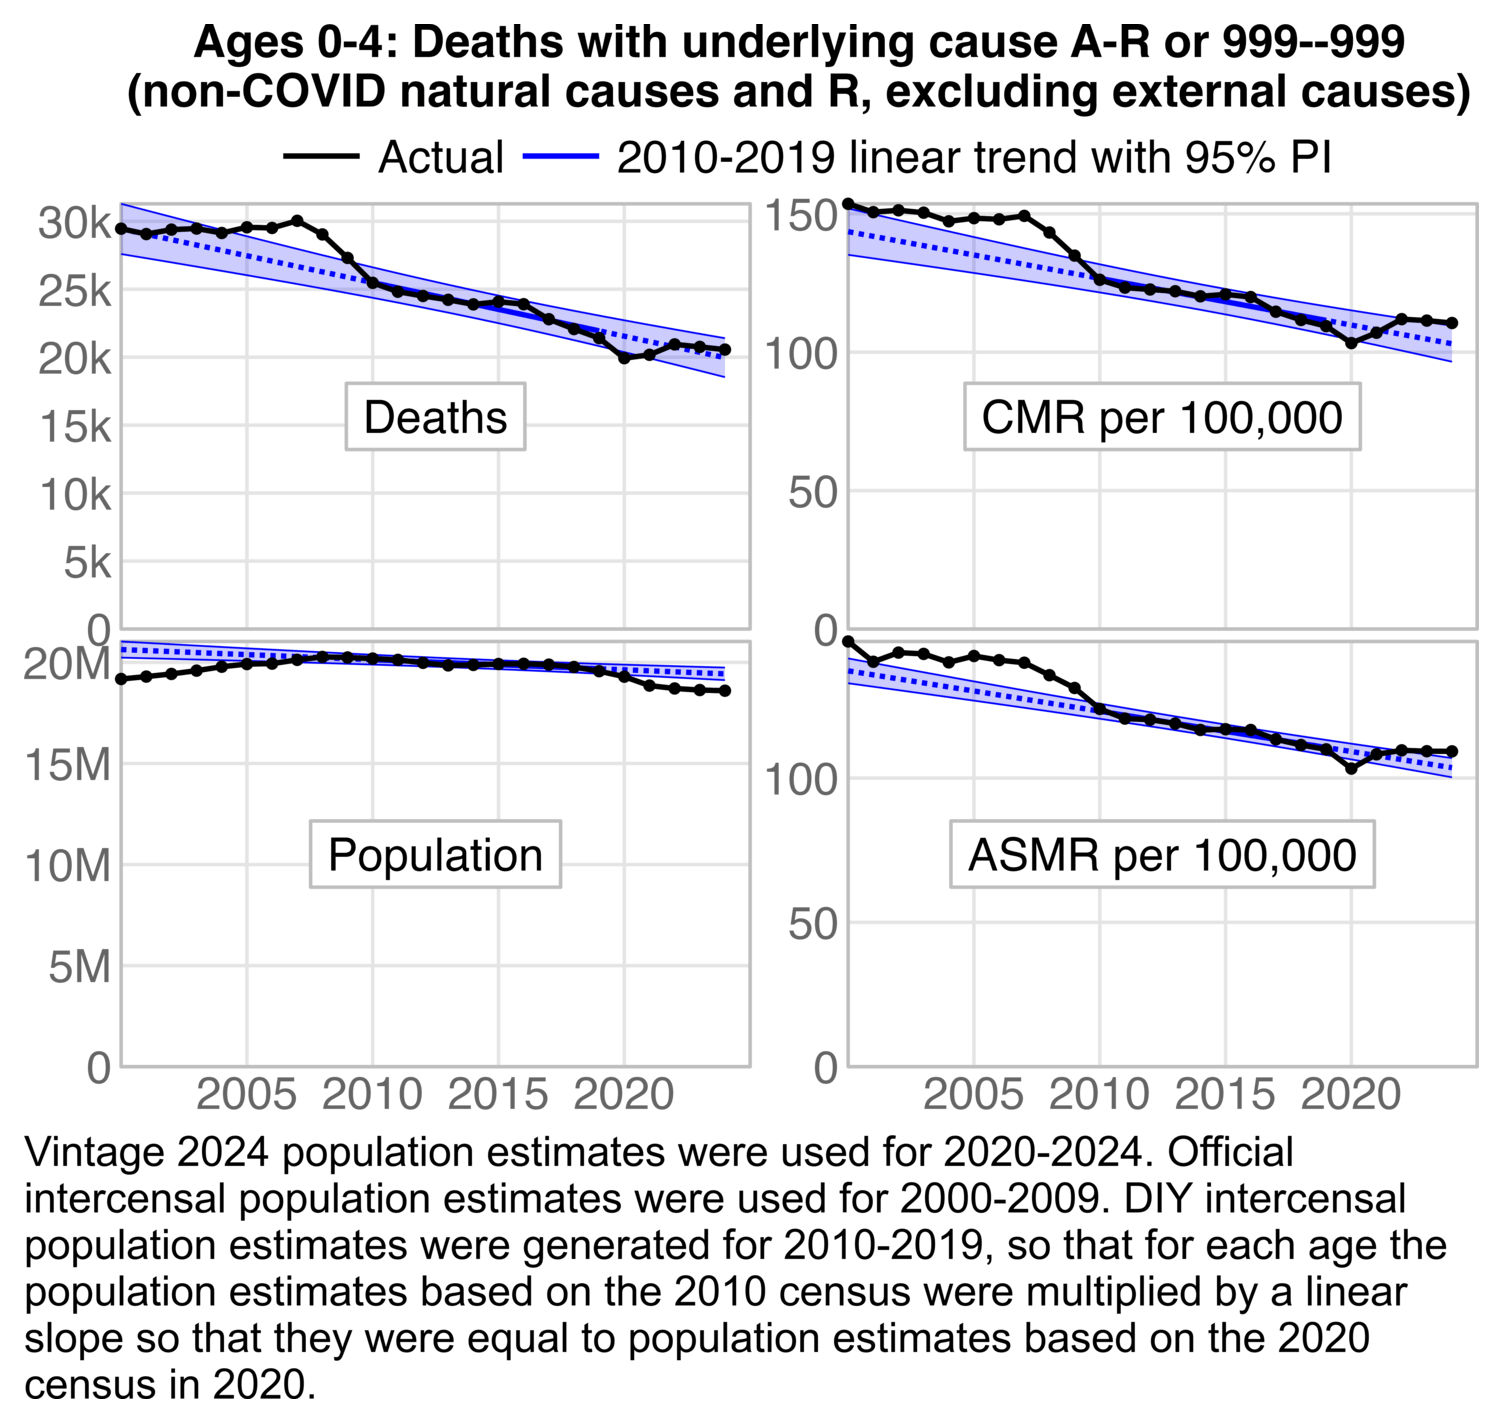 Ages 0-4: Deaths with underlying cause A-R or 999--999
(non-COVID natural causes and R, excluding external causes)
Actual 2010-2019 linear trend with 95% PI
30k
25k
20k
15k
10k
5k
0
Deaths
150
100
50
0
CMR per 100,000
20M
15M
10M
5M
0
Population
2005 2010 2015 2020
100
50
0
ASMR per 100,000
2005 2010 2015 2020
Vintage 2024 population estimates were used for 2020-2024. Official
intercensal population estimates were used for 2000-2009. DIY intercensal
population estimates were generated for 2010-2019, so that for each age the
population estimates based on the 2010 census were multiplied by a linear
slope so that they were equal to population estimates based on the 2020
census in 2020.